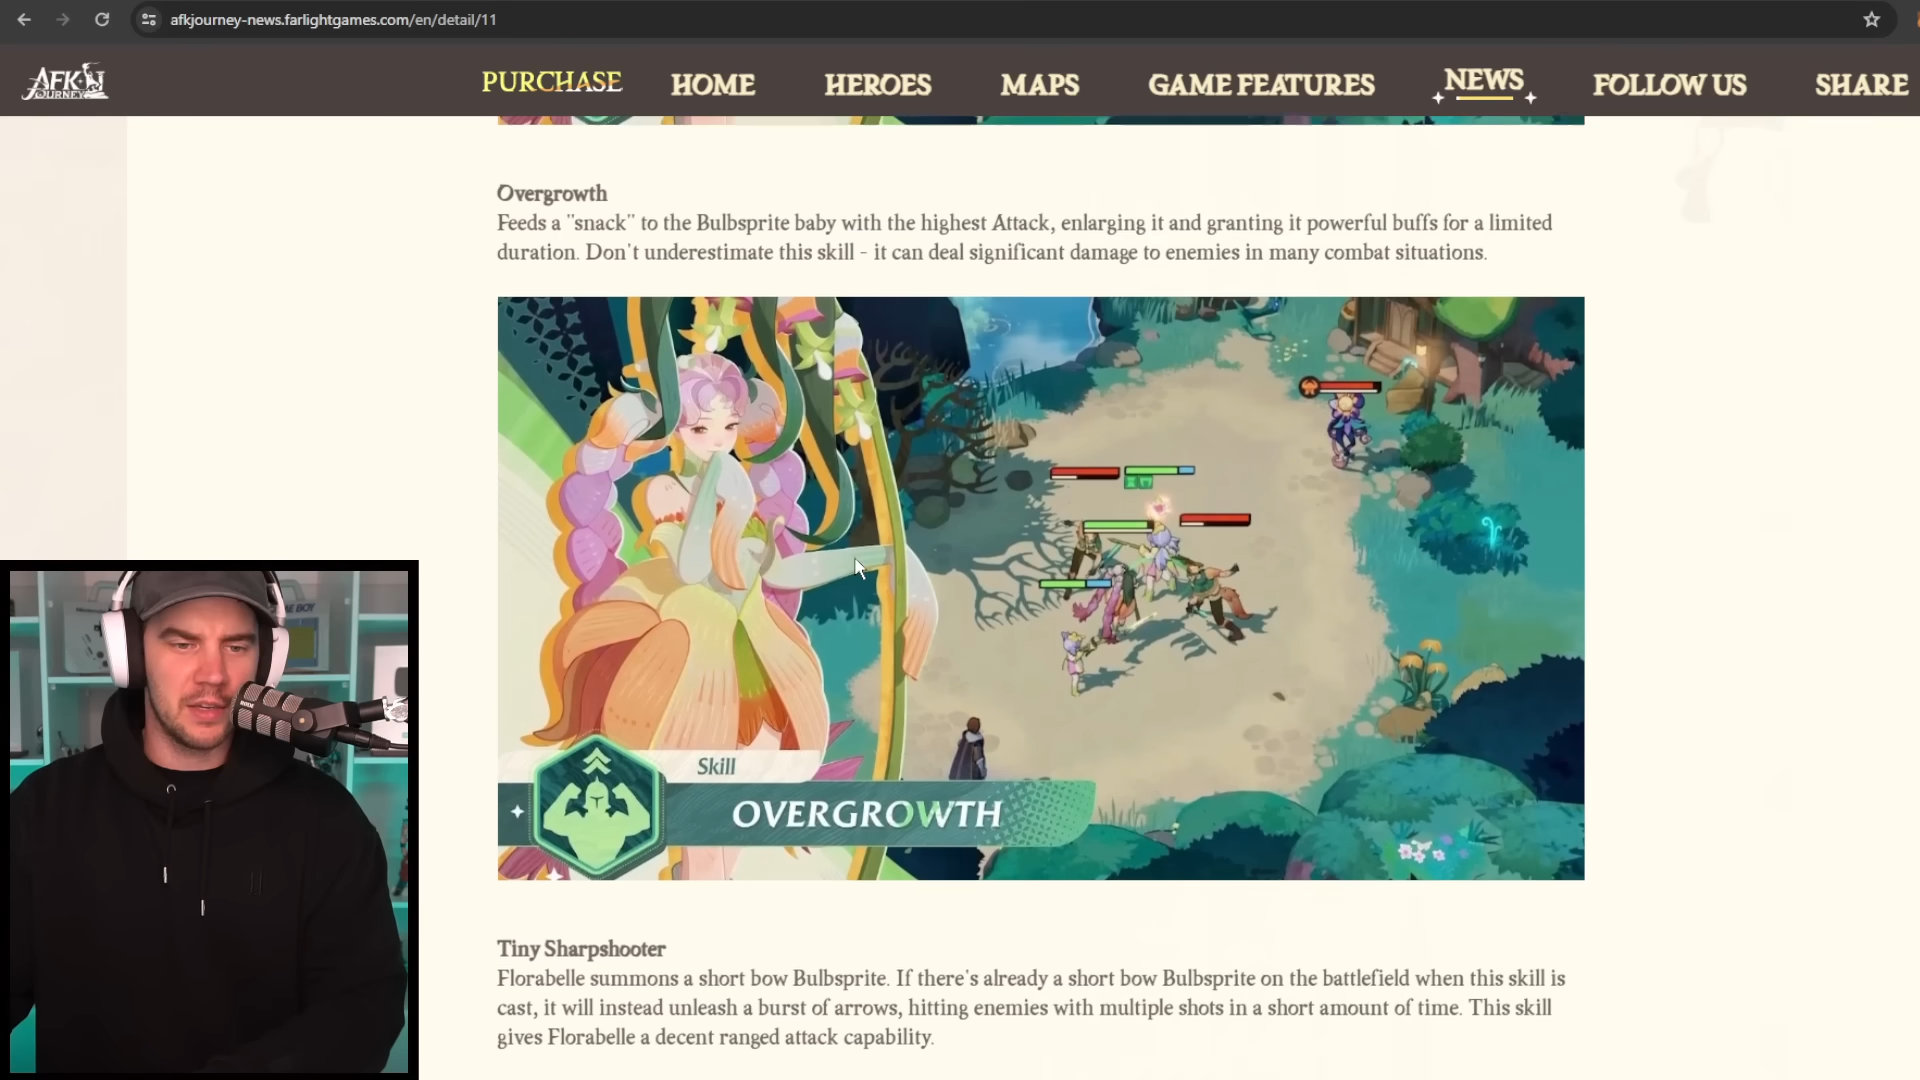 afkjourney-news.farlightgames.com/en/detail/11
AFK JOURNEY
PURCHASE
HOME
HEROES
MAPS
GAME FEATURES
NEWS
FOLLOW US
SHARE
Overgrowth
Feeds a "snack" to the Bulbsprite baby with the highest Attack, enlarging it and granting it powerful buffs for a limited
duration. Don't underestimate this skill - it can deal significant damage to enemies in many combat situations.
Skill
OVERGROWTH
Tiny Sharpshooter
Florabelle summons a short bow Bulbsprite. If there's already a short bow Bulbsprite on the battlefield when this skill is
cast, it will instead unleash a burst of arrows, hitting enemies with multiple shots in a short amount of time. This skill
gives Florabelle a decent ranged attack capability.
RODE